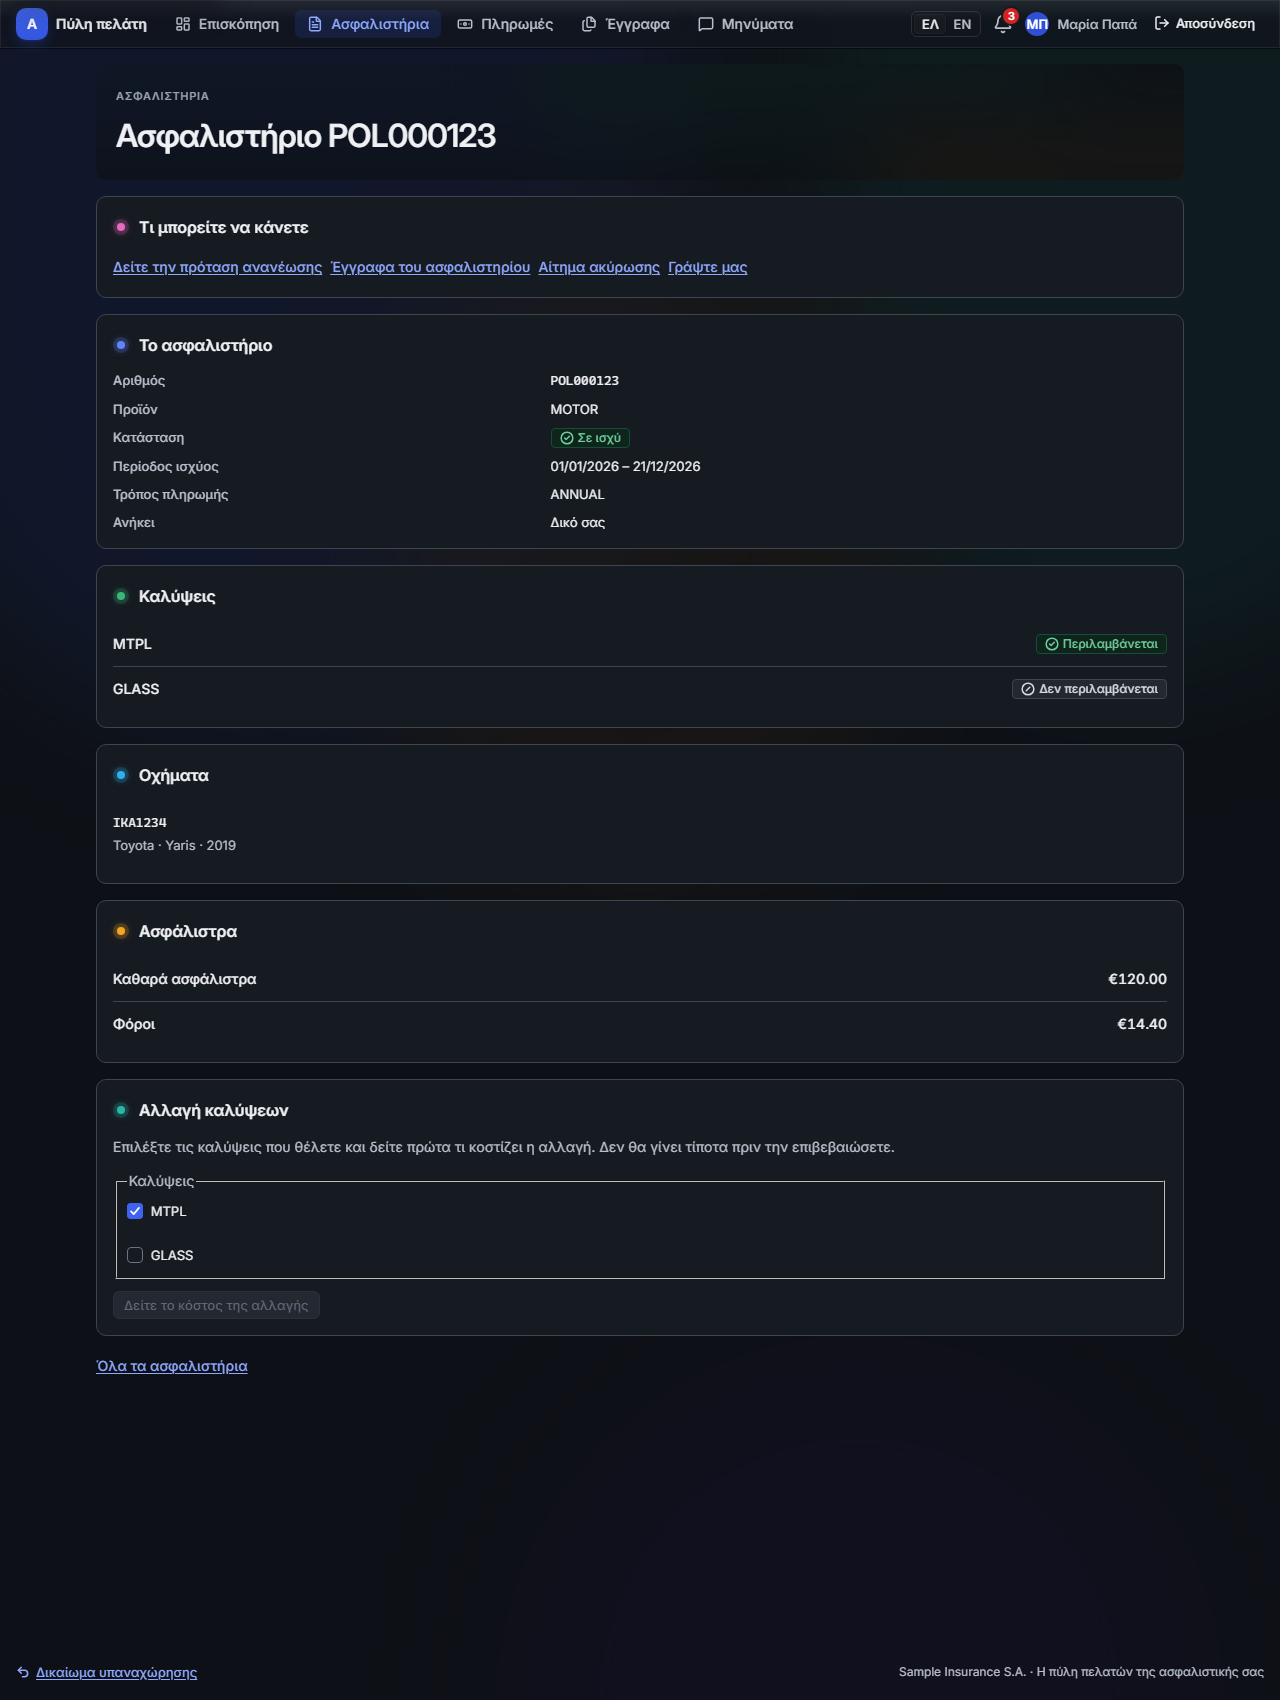 A Πύλη πελάτη Επισκόπηση Ασφαλιστήρια Πληρωμές Έγγραφα Μηνύματα ΕΛ EN 3 ΜΠ Μαρία Παπά Αποσύνδεση
ΑΣΦΑΛΙΣΤΗΡΙΑ
Ασφαλιστήριο POL000123
Τι μπορείτε να κάνετε
Δείτε την πρόταση ανανέωσης Έγγραφα του ασφαλιστηρίου Αίτημα ακύρωσης Γράψτε μας
Το ασφαλιστήριο
Αριθμός POL000123
Προϊόν MOTOR
Κατάσταση Σε ισχύ
Περίοδος ισχύος 01/01/2026 – 21/12/2026
Τρόπος πληρωμής ANNUAL
Ανήκει Δικό σας
Καλύψεις
MTPL Περιλαμβάνεται
GLASS Δεν περιλαμβάνεται
Οχήματα
ΙΚΑ1234
Toyota · Yaris · 2019
Ασφάλιστρα
Καθαρά ασφάλιστρα €120.00
Φόροι €14.40
Αλλαγή καλύψεων
Επιλέξτε τις καλύψεις που θέλετε και δείτε πρώτα τι κοστίζει η αλλαγή. Δεν θα γίνει τίποτα πριν την επιβεβαιώσετε.
Καλύψεις
MTPL
GLASS
Δείτε το κόστος της αλλαγής
Όλα τα ασφαλιστήρια
Δικαίωμα υπαναχώρησης Sample Insurance S.A. · Η πύλη πελατών της ασφαλιστικής σας